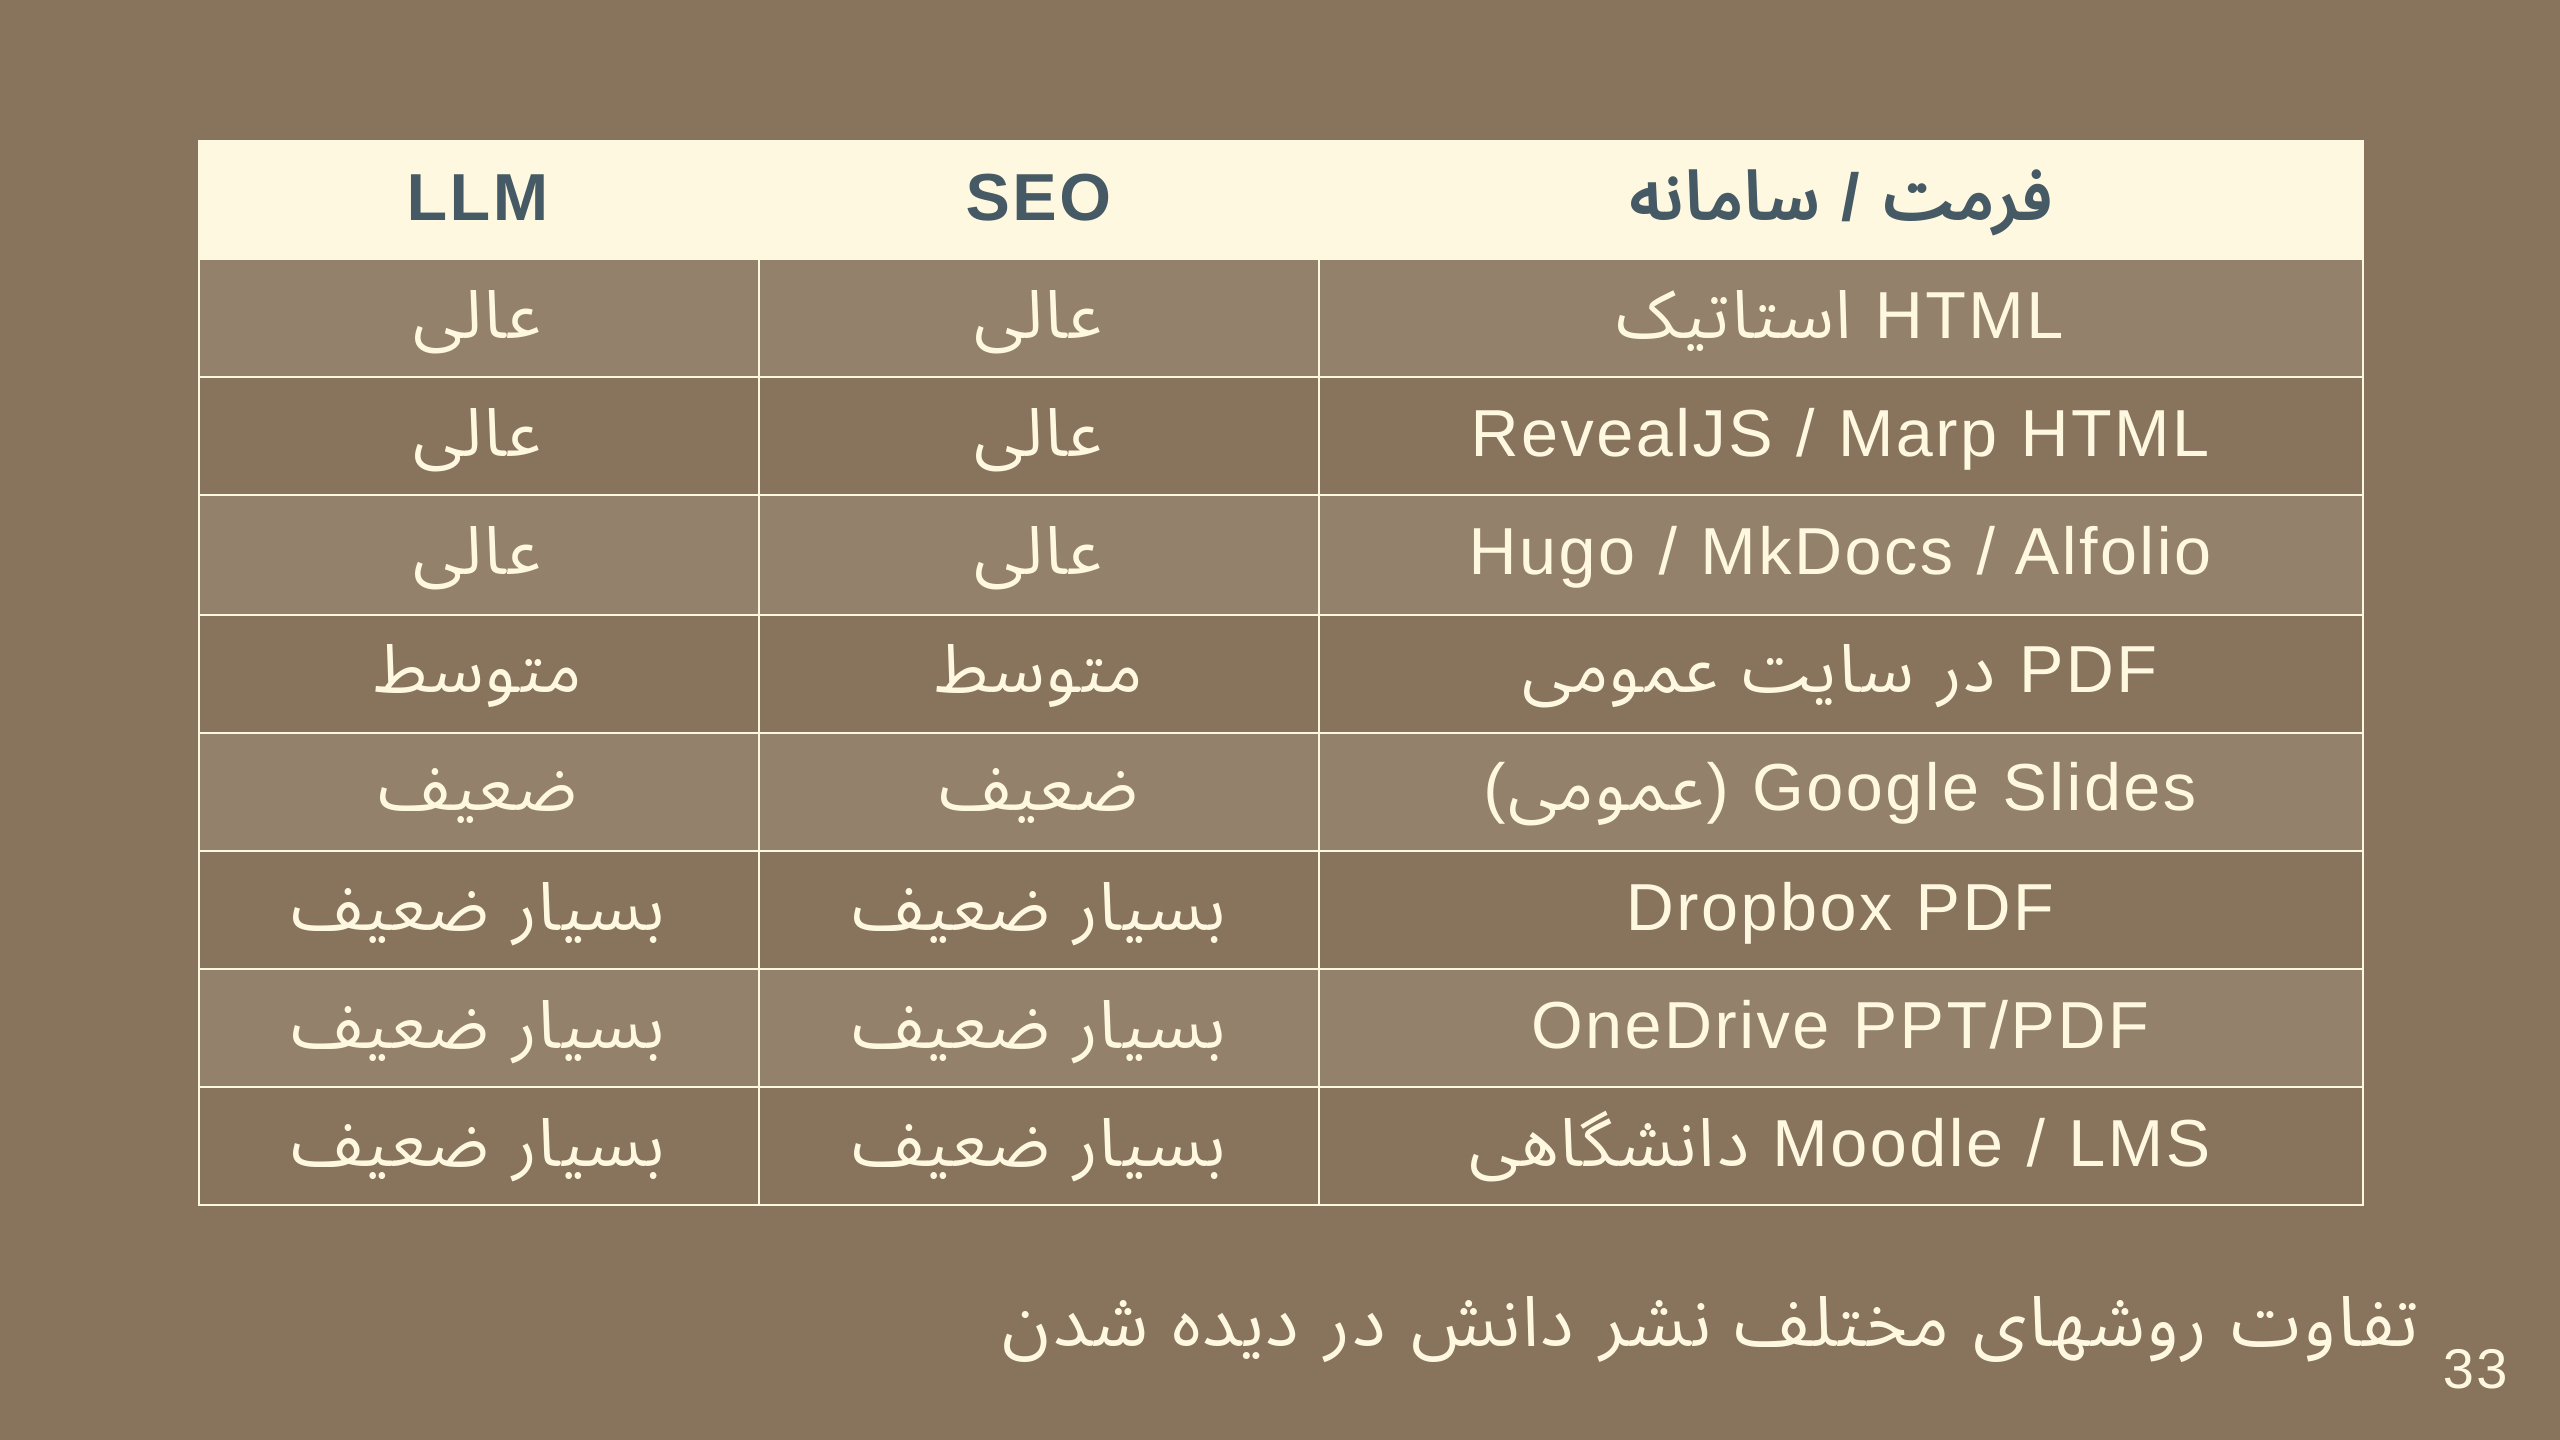 فرمت / سامانه SEO LLM
HTML استاتیک عالی عالی
RevealJS / Marp HTML عالی عالی
Hugo / MkDocs / Alfolio عالی عالی
PDF در سایت عمومی متوسط متوسط
Google Slides (عمومی) ضعیف ضعیف
Dropbox PDF بسیار ضعیف بسیار ضعیف
OneDrive PPT/PDF بسیار ضعیف بسیار ضعیف
Moodle / LMS دانشگاهی بسیار ضعیف بسیار ضعیف
تفاوت روشهای مختلف نشر دانش در دیده شدن
33